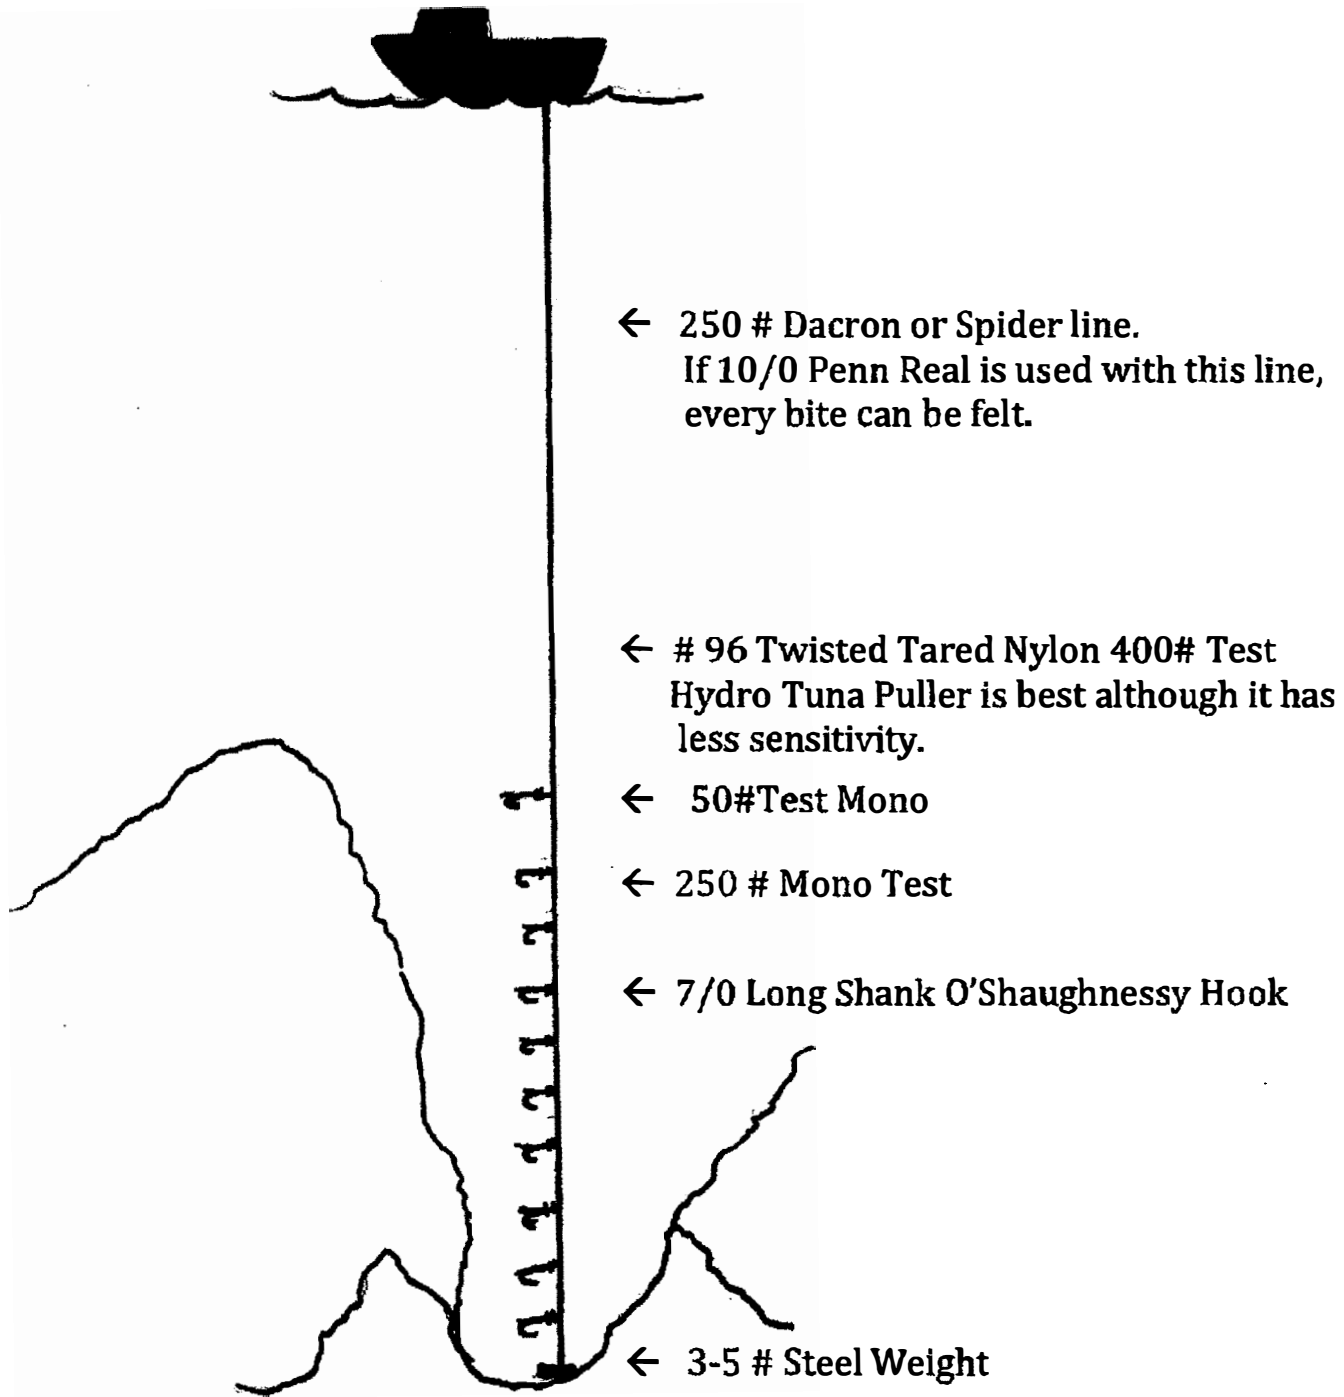 ← 250 # Dacron or Spider line.
If 10/0 Penn Real is used with this line,
every bite can be felt.
← # 96 Twisted Tared Nylon 400# Test
Hydro Tuna Puller is best although it has
less sensitivity.
← 50#Test Mono
← 250 # Mono Test
← 7/0 Long Shank O'Shaughnessy Hook
← 3-5 # Steel Weight